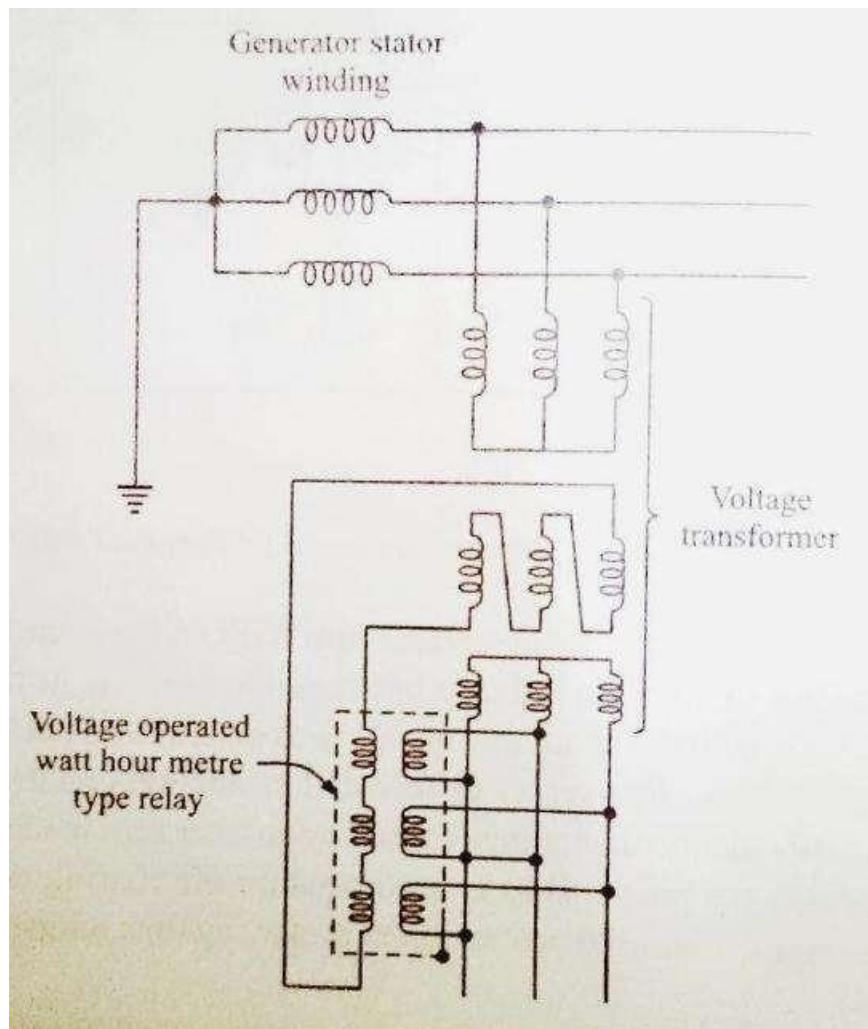 Generator stator
winding
Voltage
transformer
Voltage operated
watt hour metre
type relay